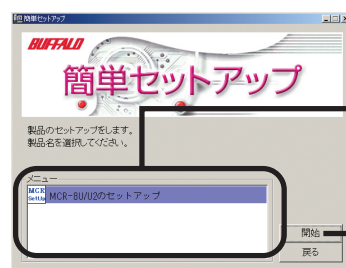 簡単セットアップ
BUFFALO
簡単セットアップ
製品のセットアップをします。
製品名を選択してください。
メニュー
MCR SetUp MCR-8U/U2のセットアップ
開始
戻る